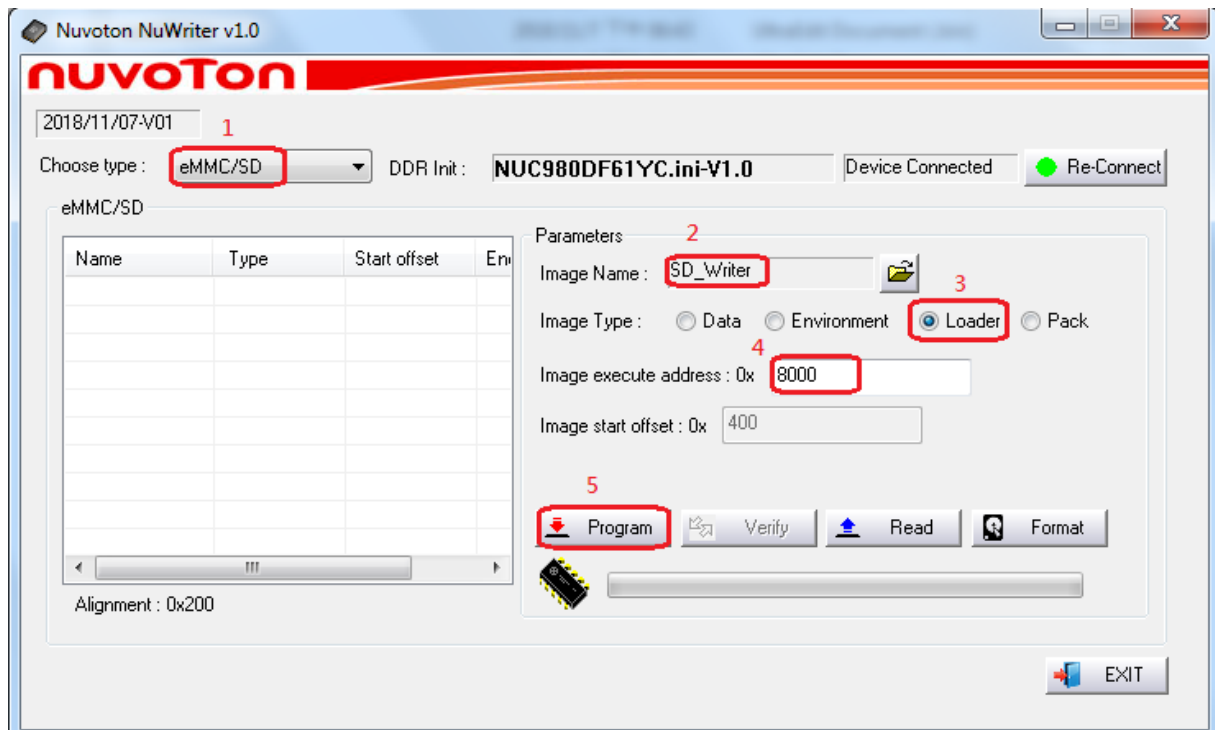 Nuvoton NuWriter v1.0
nuvoTon
2018/11/07-V01
1
Choose type : eMMC/SD DDR Init : NUC980DF61YC.ini-V1.0 Device Connected Re-Connect
eMMC/SD
Name Type Start offset
Parameters
2
Image Name : SD_Writer
3
Image Type : Data Environment Loader Pack
4
Image execute address : 0x 8000
Image start offset : 0x 400
5
Program Verify Read Format
Alignment : 0x200
EXIT